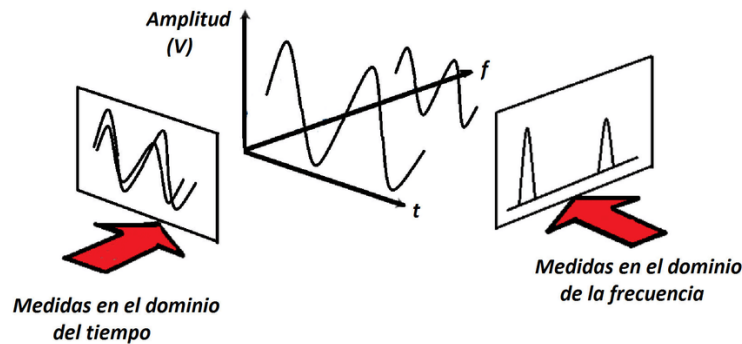 Amplitud
(V)
f
t
Medidas en el dominio
del tiempo
Medidas en el dominio
de la frecuencia